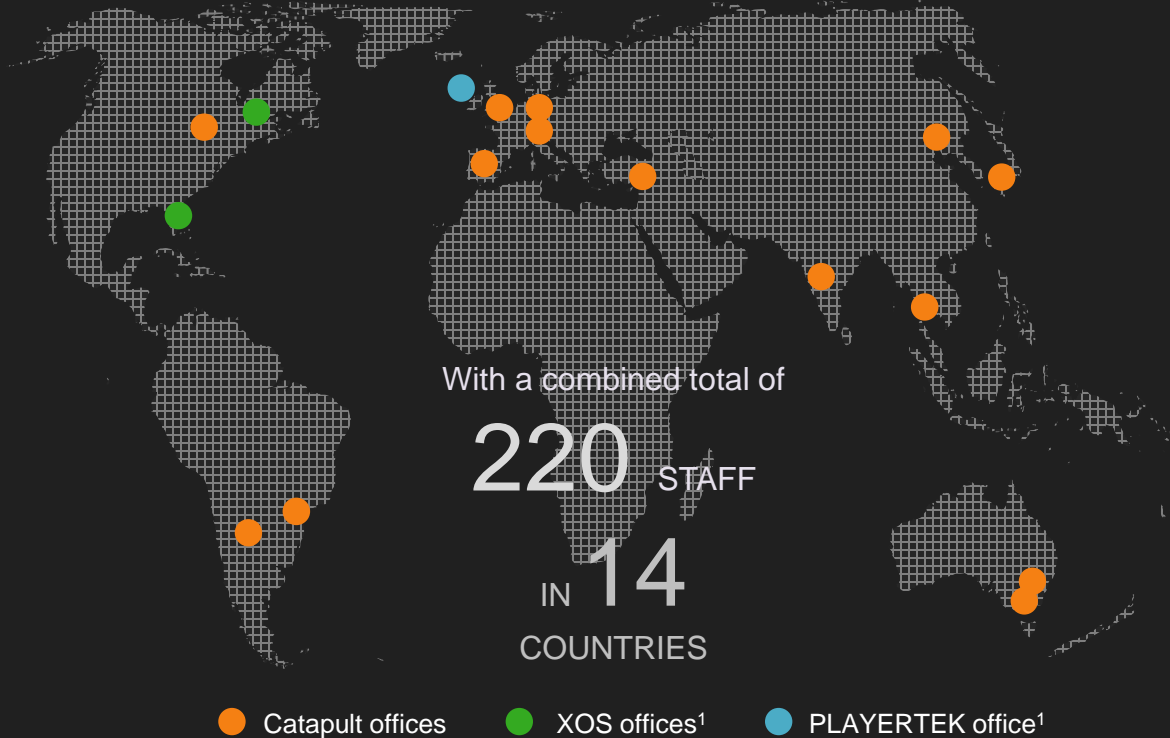 With a combined total of
220 STAFF
IN 14
COUNTRIES
Catapult offices XOS offices¹ PLAYERTEK office¹